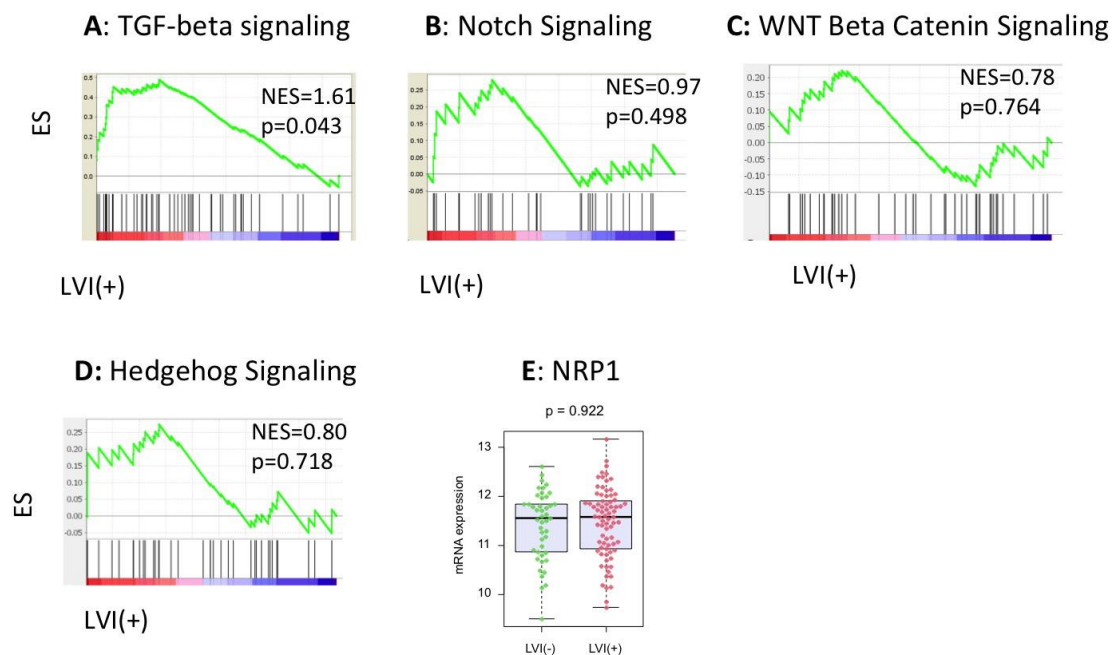 A: TGF-beta signaling
B: Notch Signaling
C: WNT Beta Catenin Signaling
ES
0.5
0.4
0.3
0.2
0.1
0.0
NES=1.61
p=0.043
LVI(+)
0.25
0.20
0.15
0.10
0.05
0.00
-0.05
NES=0.97
p=0.498
LVI(+)
0.20
0.15
0.10
0.05
0.00
-0.05
-0.10
-0.15
NES=0.78
p=0.764
LVI(+)
D: Hedgehog Signaling
E: NRP1
ES
0.25
0.20
0.15
0.10
0.05
0.00
-0.05
NES=0.80
p=0.718
LVI(+)
p = 0.922
mRNA expression
13
12
11
10
LVI(-) LVI(+)